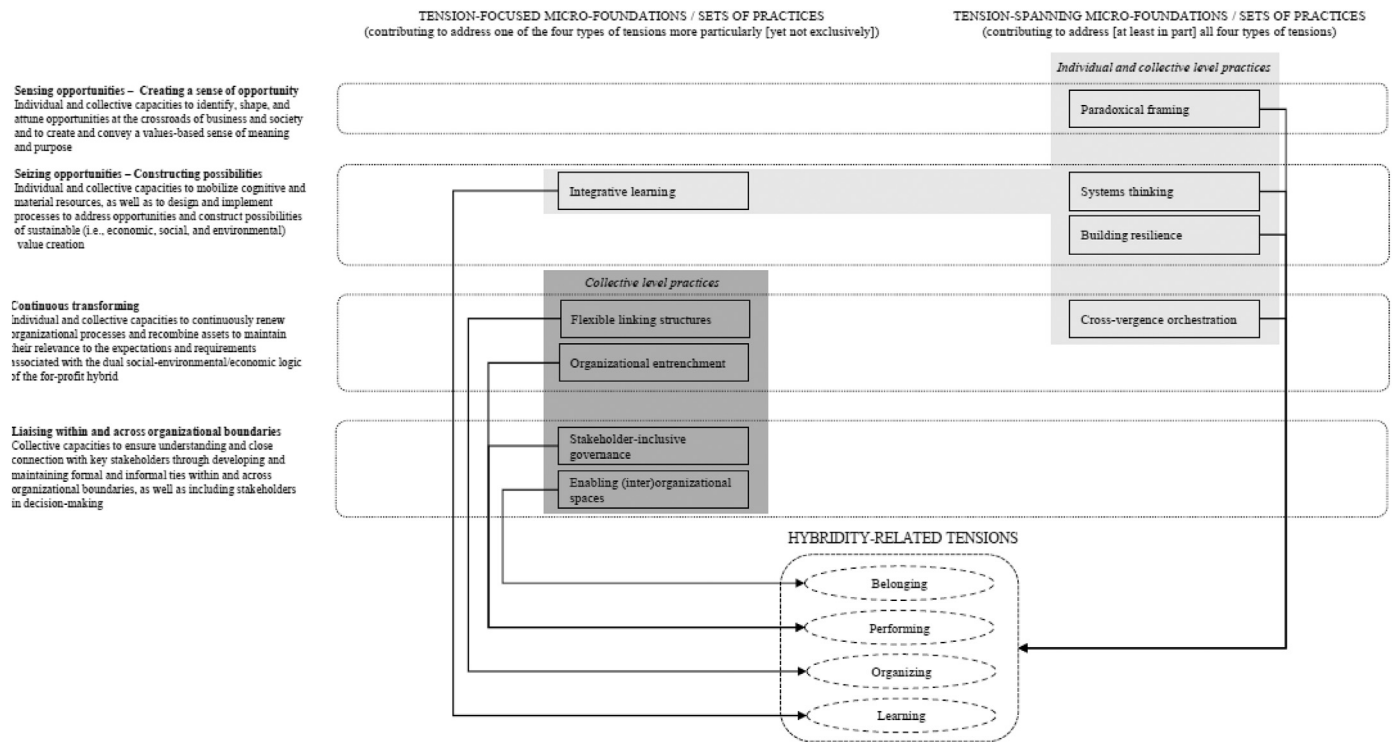 TENSION-FOCUSED MICRO-FOUNDATIONS / SETS OF PRACTICES
(contributing to address one of the four types of tensions more particularly [yet not exclusively])
TENSION-SPANNING MICRO-FOUNDATIONS / SETS OF PRACTICES
(contributing to address [at least in part] all four types of tensions)
Individual and collective level practices
Sensing opportunities – Creating a sense of opportunity
Individual and collective capacities to identify, shape, and
attune opportunities at the crossroads of business and society
and to create and convey a values-based sense of meaning
and purpose
Paradoxical framing
Seizing opportunities – Constructing possibilities
Individual and collective capacities to mobilize cognitive and
material resources, as well as to design and implement
processes to address opportunities and construct possibilities
of sustainable (i.e., economic, social, and environmental)
value creation
Integrative learning
Systems thinking
Building resilience
Collective level practices
Continuous transforming
Individual and collective capacities to continuously renew
organizational processes and recombine assets to maintain
their relevance to the expectations and requirements
associated with the dual social-environmental/economic logic
of the for-profit hybrid
Flexible linking structures
Organizational entrenchment
Cross-vergence orchestration
Liaising within and across organizational boundaries
Collective capacities to ensure understanding and close
connection with key stakeholders through developing and
maintaining formal and informal ties within and across
organizational boundaries, as well as including stakeholders
in decision-making
Stakeholder-inclusive
governance
Enabling (inter)organizational
spaces
HYBRIDITY-RELATED TENSIONS
Belonging
Performing
Organizing
Learning